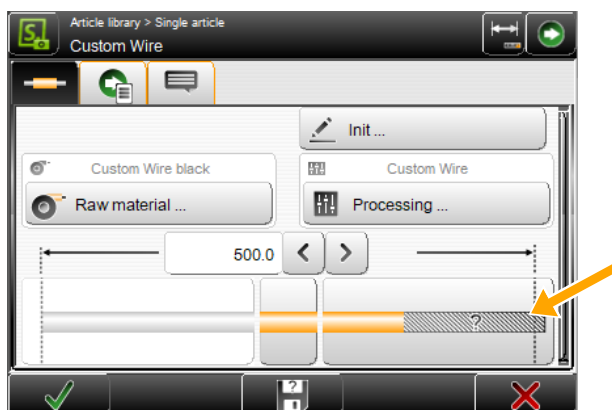 Article library > Single article
Custom Wire
Init ...
Custom Wire black
Custom Wire
Raw material ...
Processing ...
500.0
?
?